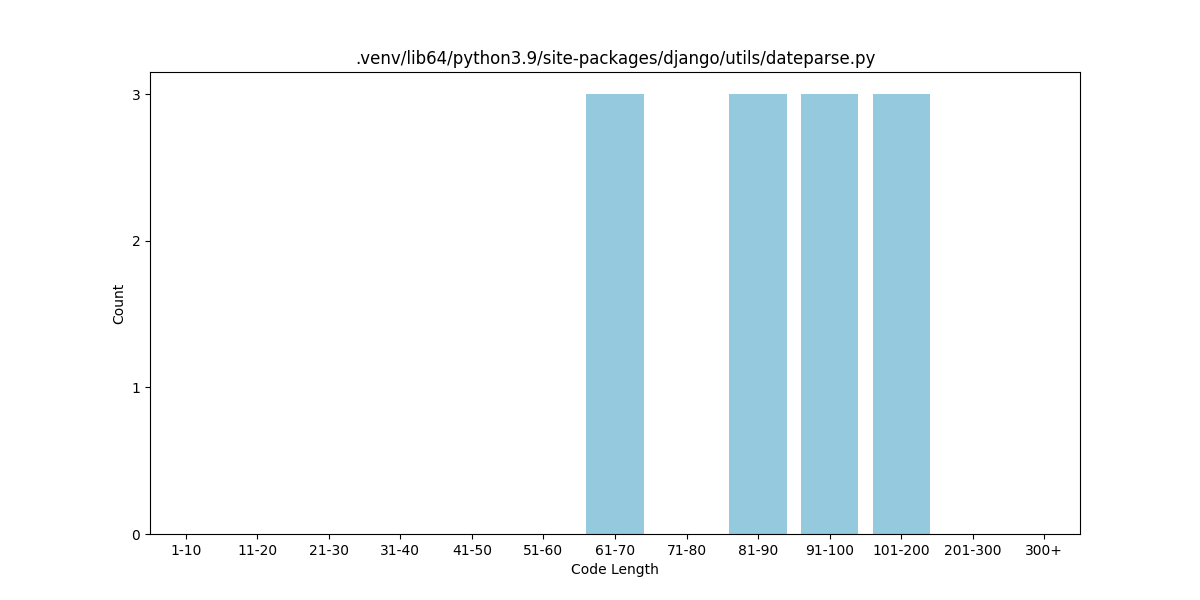 .venv/lib64/python3.9/site-packages/django/utils/dateparse.py
3
2
1
0
Count
1-10 11-20 21-30 31-40 41-50 51-60 61-70 71-80 81-90 91-100 101-200 201-300 300+
Code Length